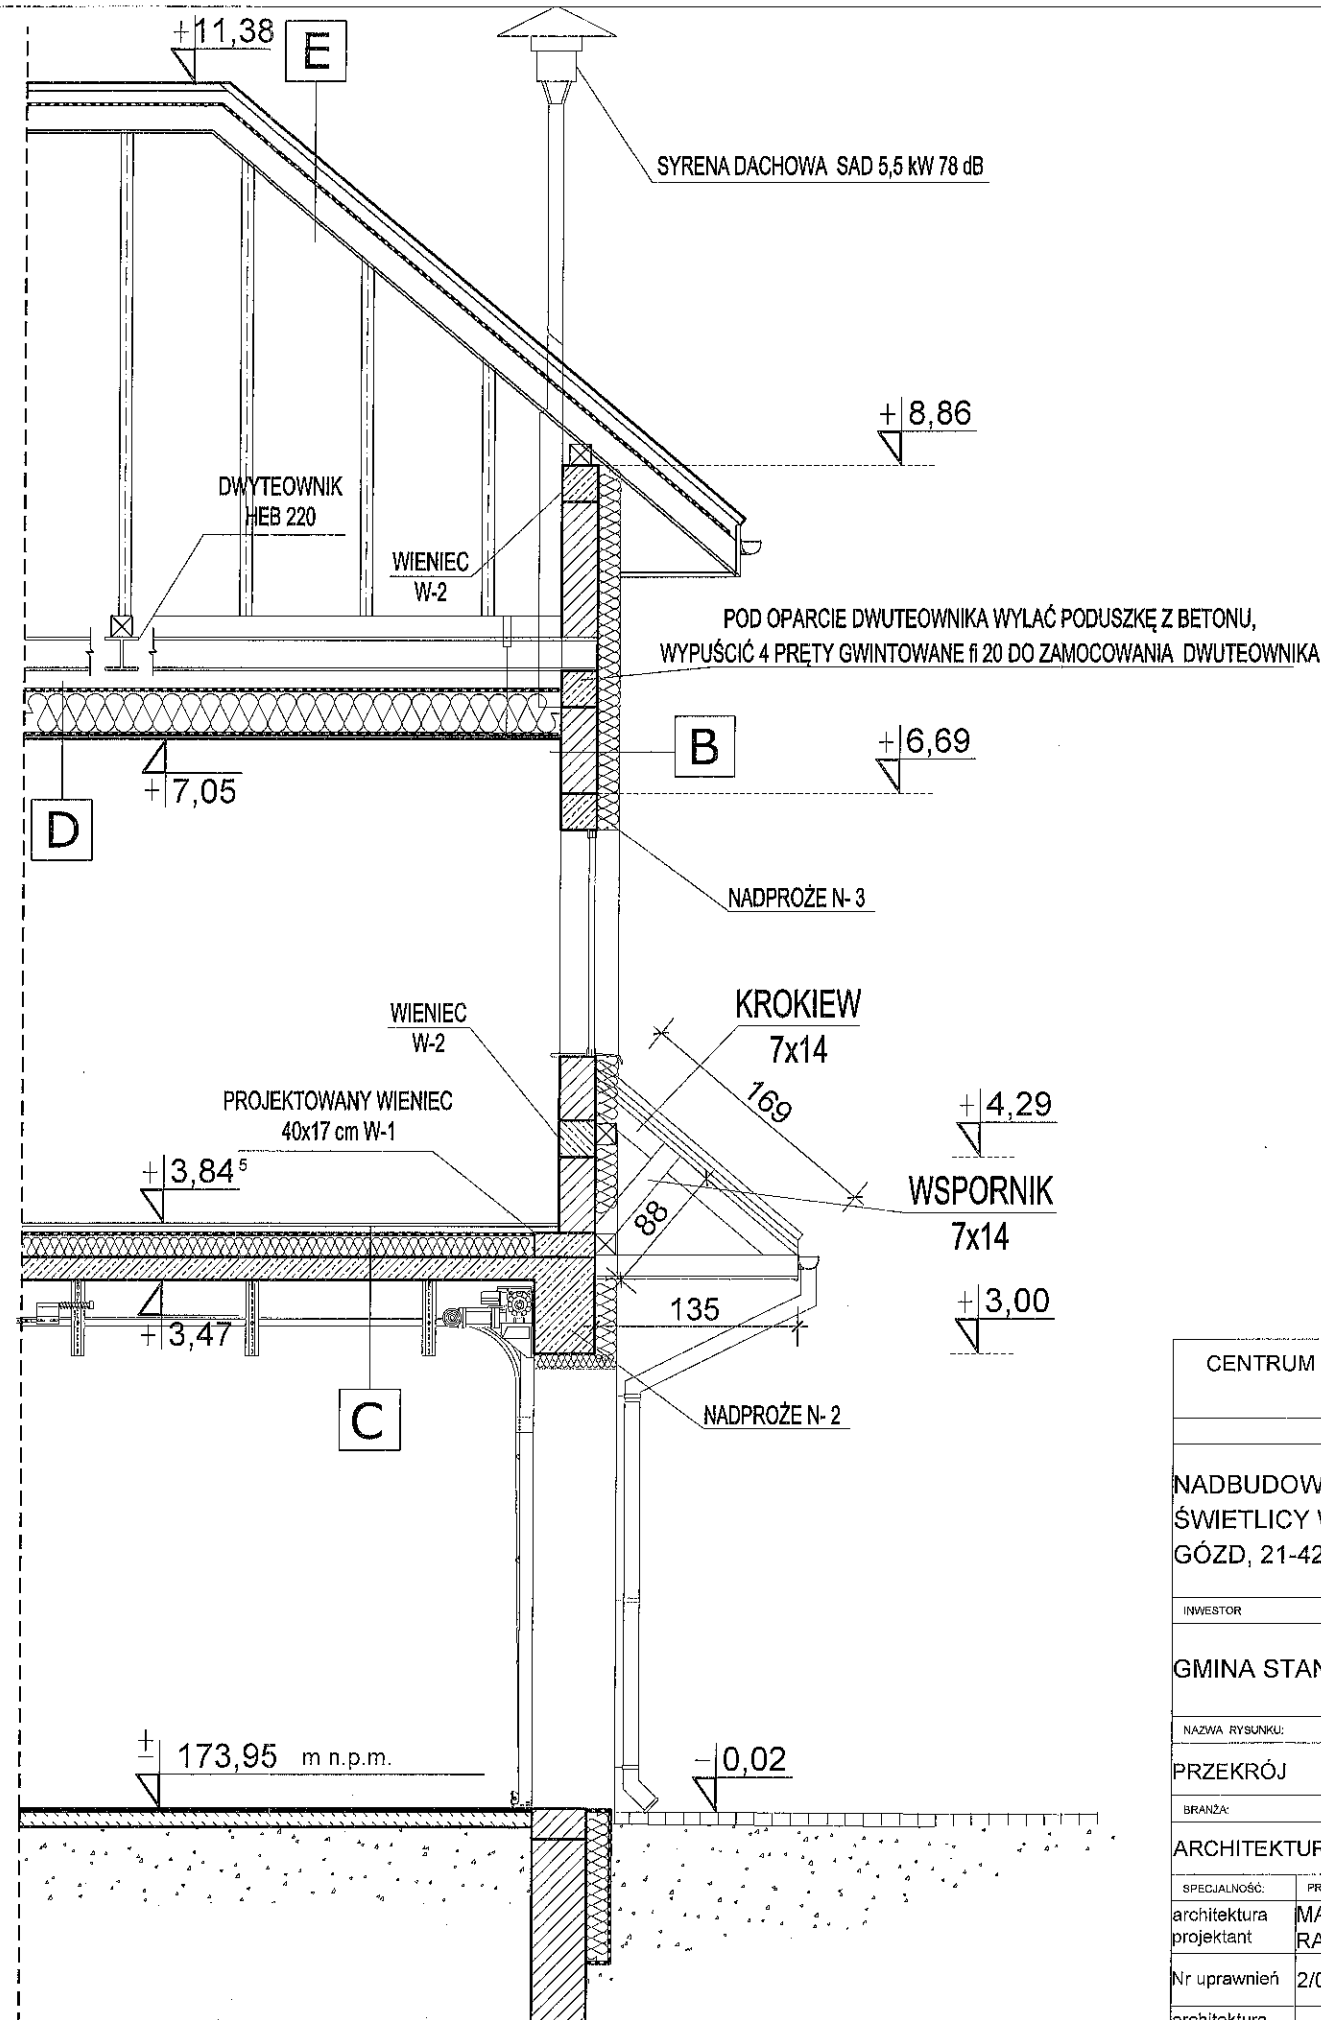 +11,38
E
SYRENA DACHOWA SAD 5,5 kW 78 dB
+8,86
DWYTEOWNIK
HEB 220
WIENIEC
W-2
POD OPARCIE DWUTEOWNIKA WYLAĆ PODUSZKĘ Z BETONU,
WYPUŚCIĆ 4 PRĘTY GWINTOWANE fi 20 DO ZAMOCOWANIA DWUTEOWNIKA
B
+6,69
+7,05
D
NADPROŻE N- 3
WIENIEC
W-2
KROKIEW
7x14
169
PROJEKTOWANY WIENIEC
40x17 cm W-1
+4,29
+3,84⁵
WSPORNIK
7x14
88
135
+3,00
+3,47
C
NADPROŻE N- 2
CENTRUM
NADBUDOW
ŚWIETLICY
GÓZD, 21-42
INWESTOR
GMINA STAN
NAZWA RYSUNKU:
PRZEKRÓJ
± 173,95 m n.p.m.
-0,02
BRANŻA:
ARCHITEKTUR
SPECJALNOŚĆ: PR
architektura MA
projektant RA
Nr uprawnień 2/0
architektura